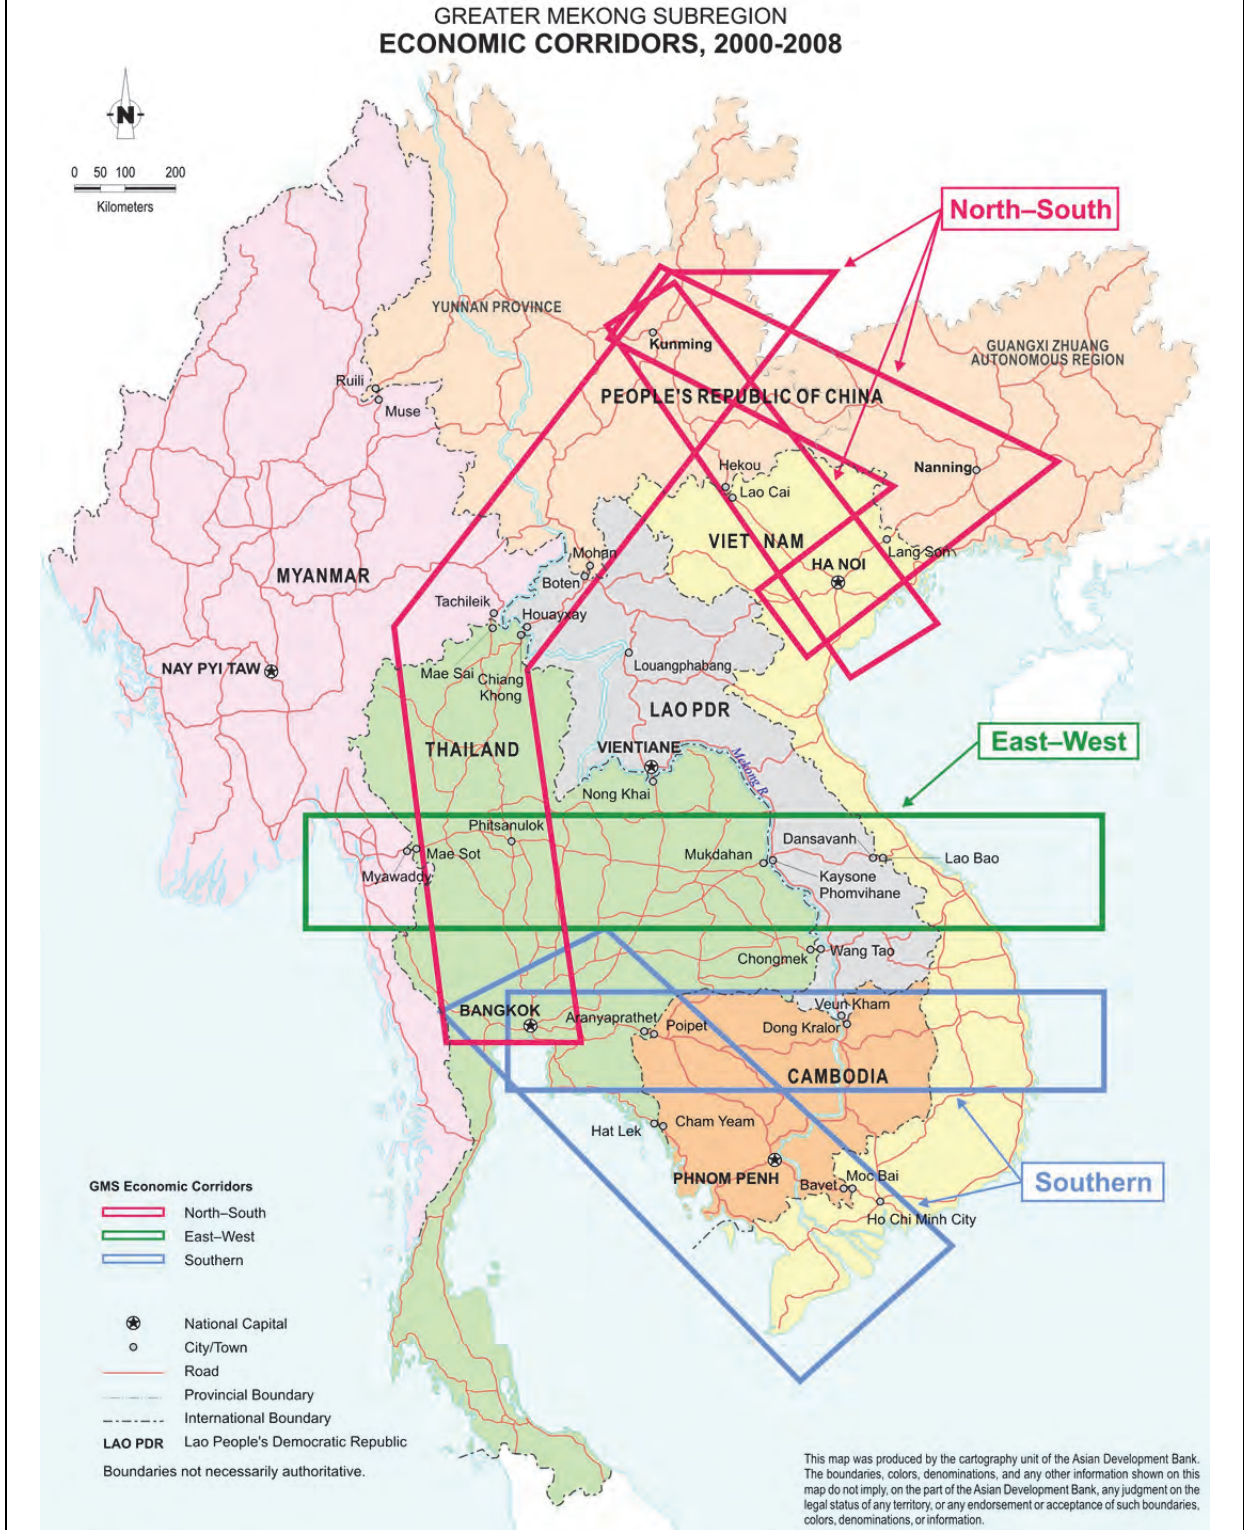 GREATER MEKONG SUBREGION
ECONOMIC CORRIDORS, 2000-2008
N
0 50 100 200
Kilometers
North–South
YUNNAN PROVINCE
Kunming
GUANGXI ZHUANG
AUTONOMOUS REGION
Ruili
Muse
PEOPLE'S REPUBLIC OF CHINA
Hekou
Nanning
Lao Cai
VIET NAM
Lang Son
HA NOI
Mohan
MYANMAR
Boten
Tachileik
Houayxay
NAY PYI TAW
Mae Sai
Chiang
Khong
Louangphabang
LAO PDR
THAILAND
VIENTIANE
Mekong R.
East–West
Nong Khai
Phitsanulok
Dansavanh
Mae Sot
Mukdahan
Lao Bao
Myawaddy
Kaysone
Phomvihane
Chongmek
Wang Tao
BANGKOK
Aranyaprathet
Poipet
Veun Kham
Dong Kralor
CAMBODIA
Hat Lek
Cham Yeam
PHNOM PENH
Bavet
Moc Bai
Southern
Ho Chi Minh City
GMS Economic Corridors
North–South
East–West
Southern
National Capital
City/Town
Road
Provincial Boundary
International Boundary
LAO PDR Lao People's Democratic Republic
Boundaries not necessarily authoritative.
This map was produced by the cartography unit of the Asian Development Bank.
The boundaries, colors, denominations, and any other information shown on this
map do not imply, on the part of the Asian Development Bank, any judgment on the
legal status of any territory, or any endorsement or acceptance of such boundaries,
colors, denominations, or information.